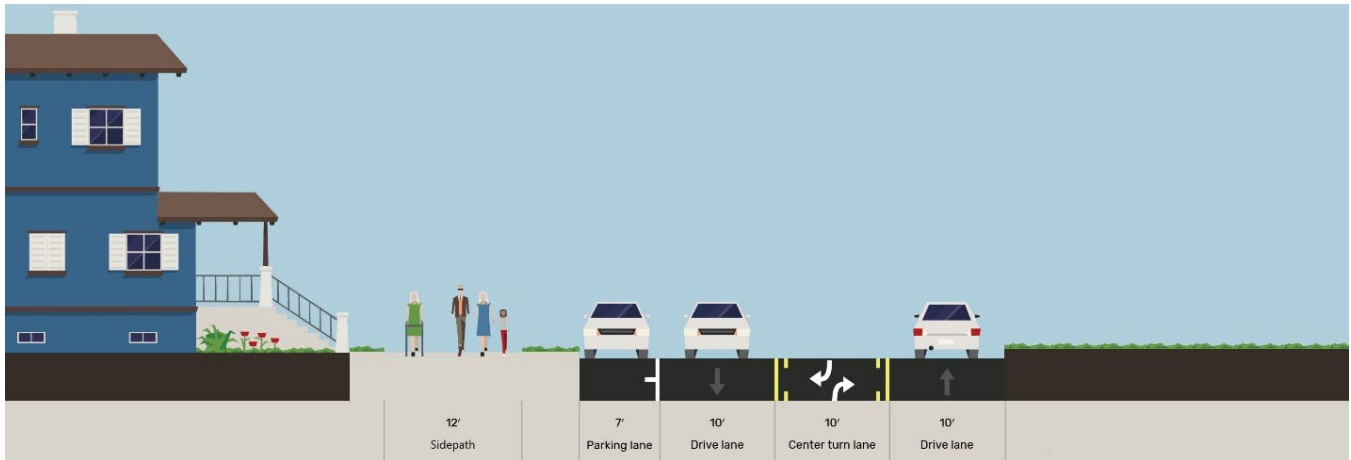 12′
Sidepath
7′
Parking lane
10′
Drive lane
10′
Center turn lane
10′
Drive lane